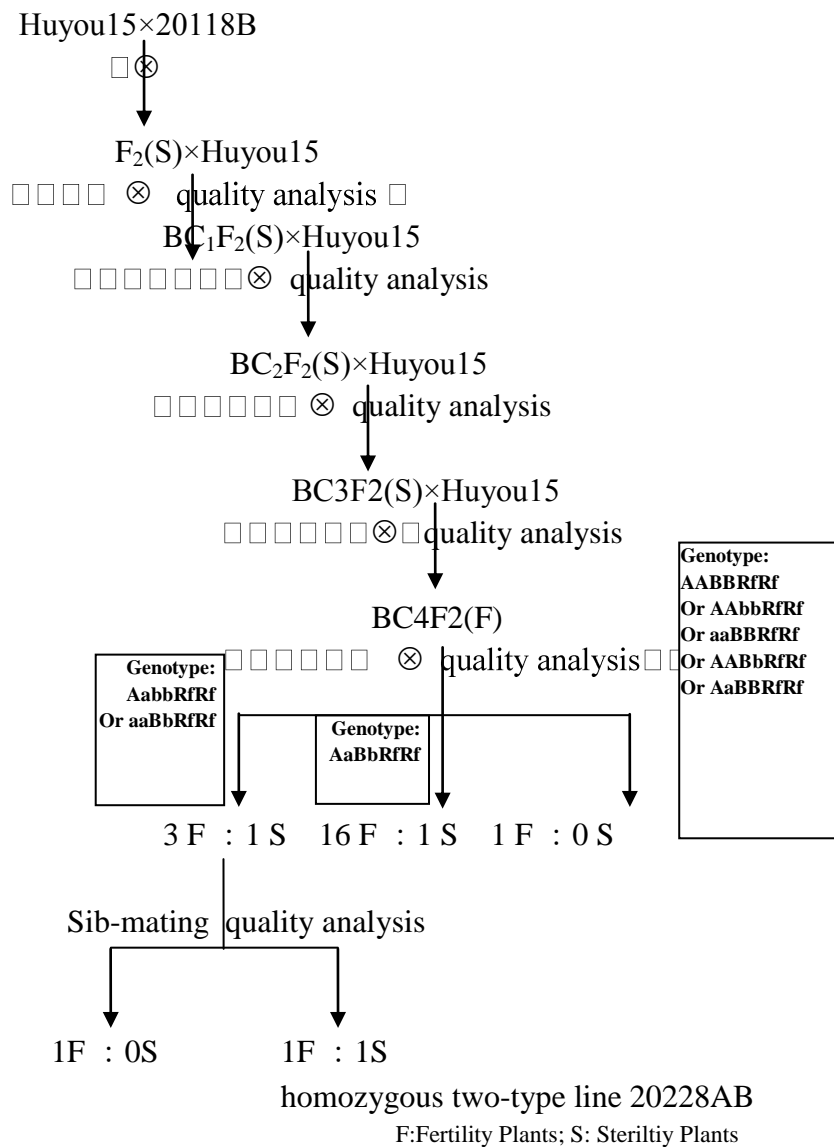 Huyou15×20118B
□⊗
F₂(S)×Huyou15
□□□□ ⊗ quality analysis □
BC₁F₂(S)×Huyou15
□□□□□□□⊗ quality analysis
BC₂F₂(S)×Huyou15
□□□□□□ ⊗ quality analysis
BC3F2(S)×Huyou15
□□□□□□⊗□quality analysis
BC4F2(F)
□□□□□□ ⊗ quality analysis□□
Genotype:
AABBRfRf
Or AAbbRfRf
Or aaBBRfRf
Or AABbRfRf
Or AaBBRfRf
Genotype:
AabbRfRf
Or aaBbRfRf
Genotype:
AaBbRfRf
3 F : 1 S 16 F : 1 S 1 F : 0 S
Sib-mating quality analysis
1F : 0S 1F : 1S
homozygous two-type line 20228AB
F:Fertility Plants; S: Steriltiy Plants